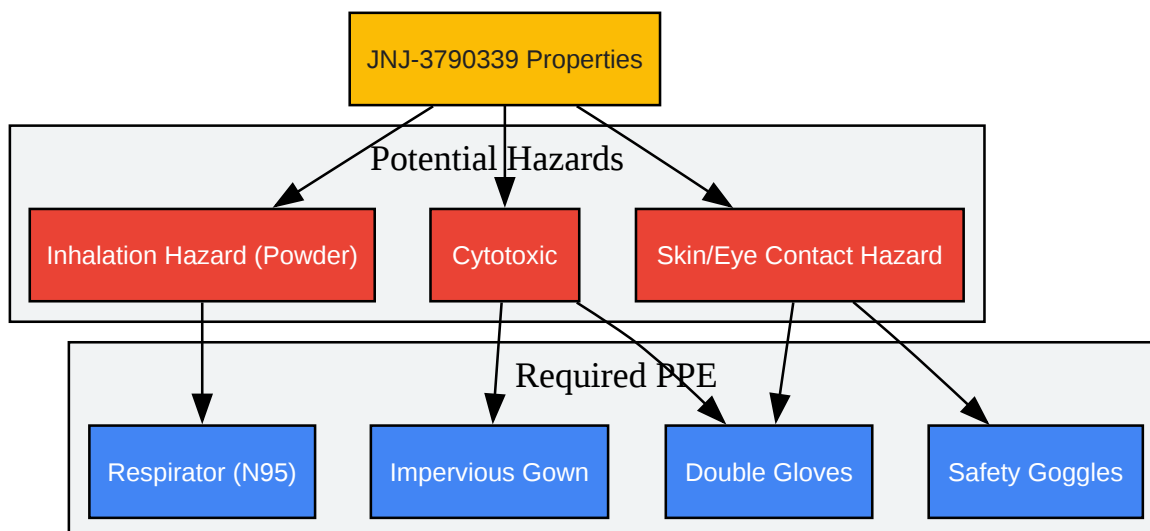 JNJ-3790339 Properties
Potential Hazards
Inhalation Hazard (Powder)
Cytotoxic
Skin/Eye Contact Hazard
Required PPE
Respirator (N95)
Impervious Gown
Double Gloves
Safety Goggles